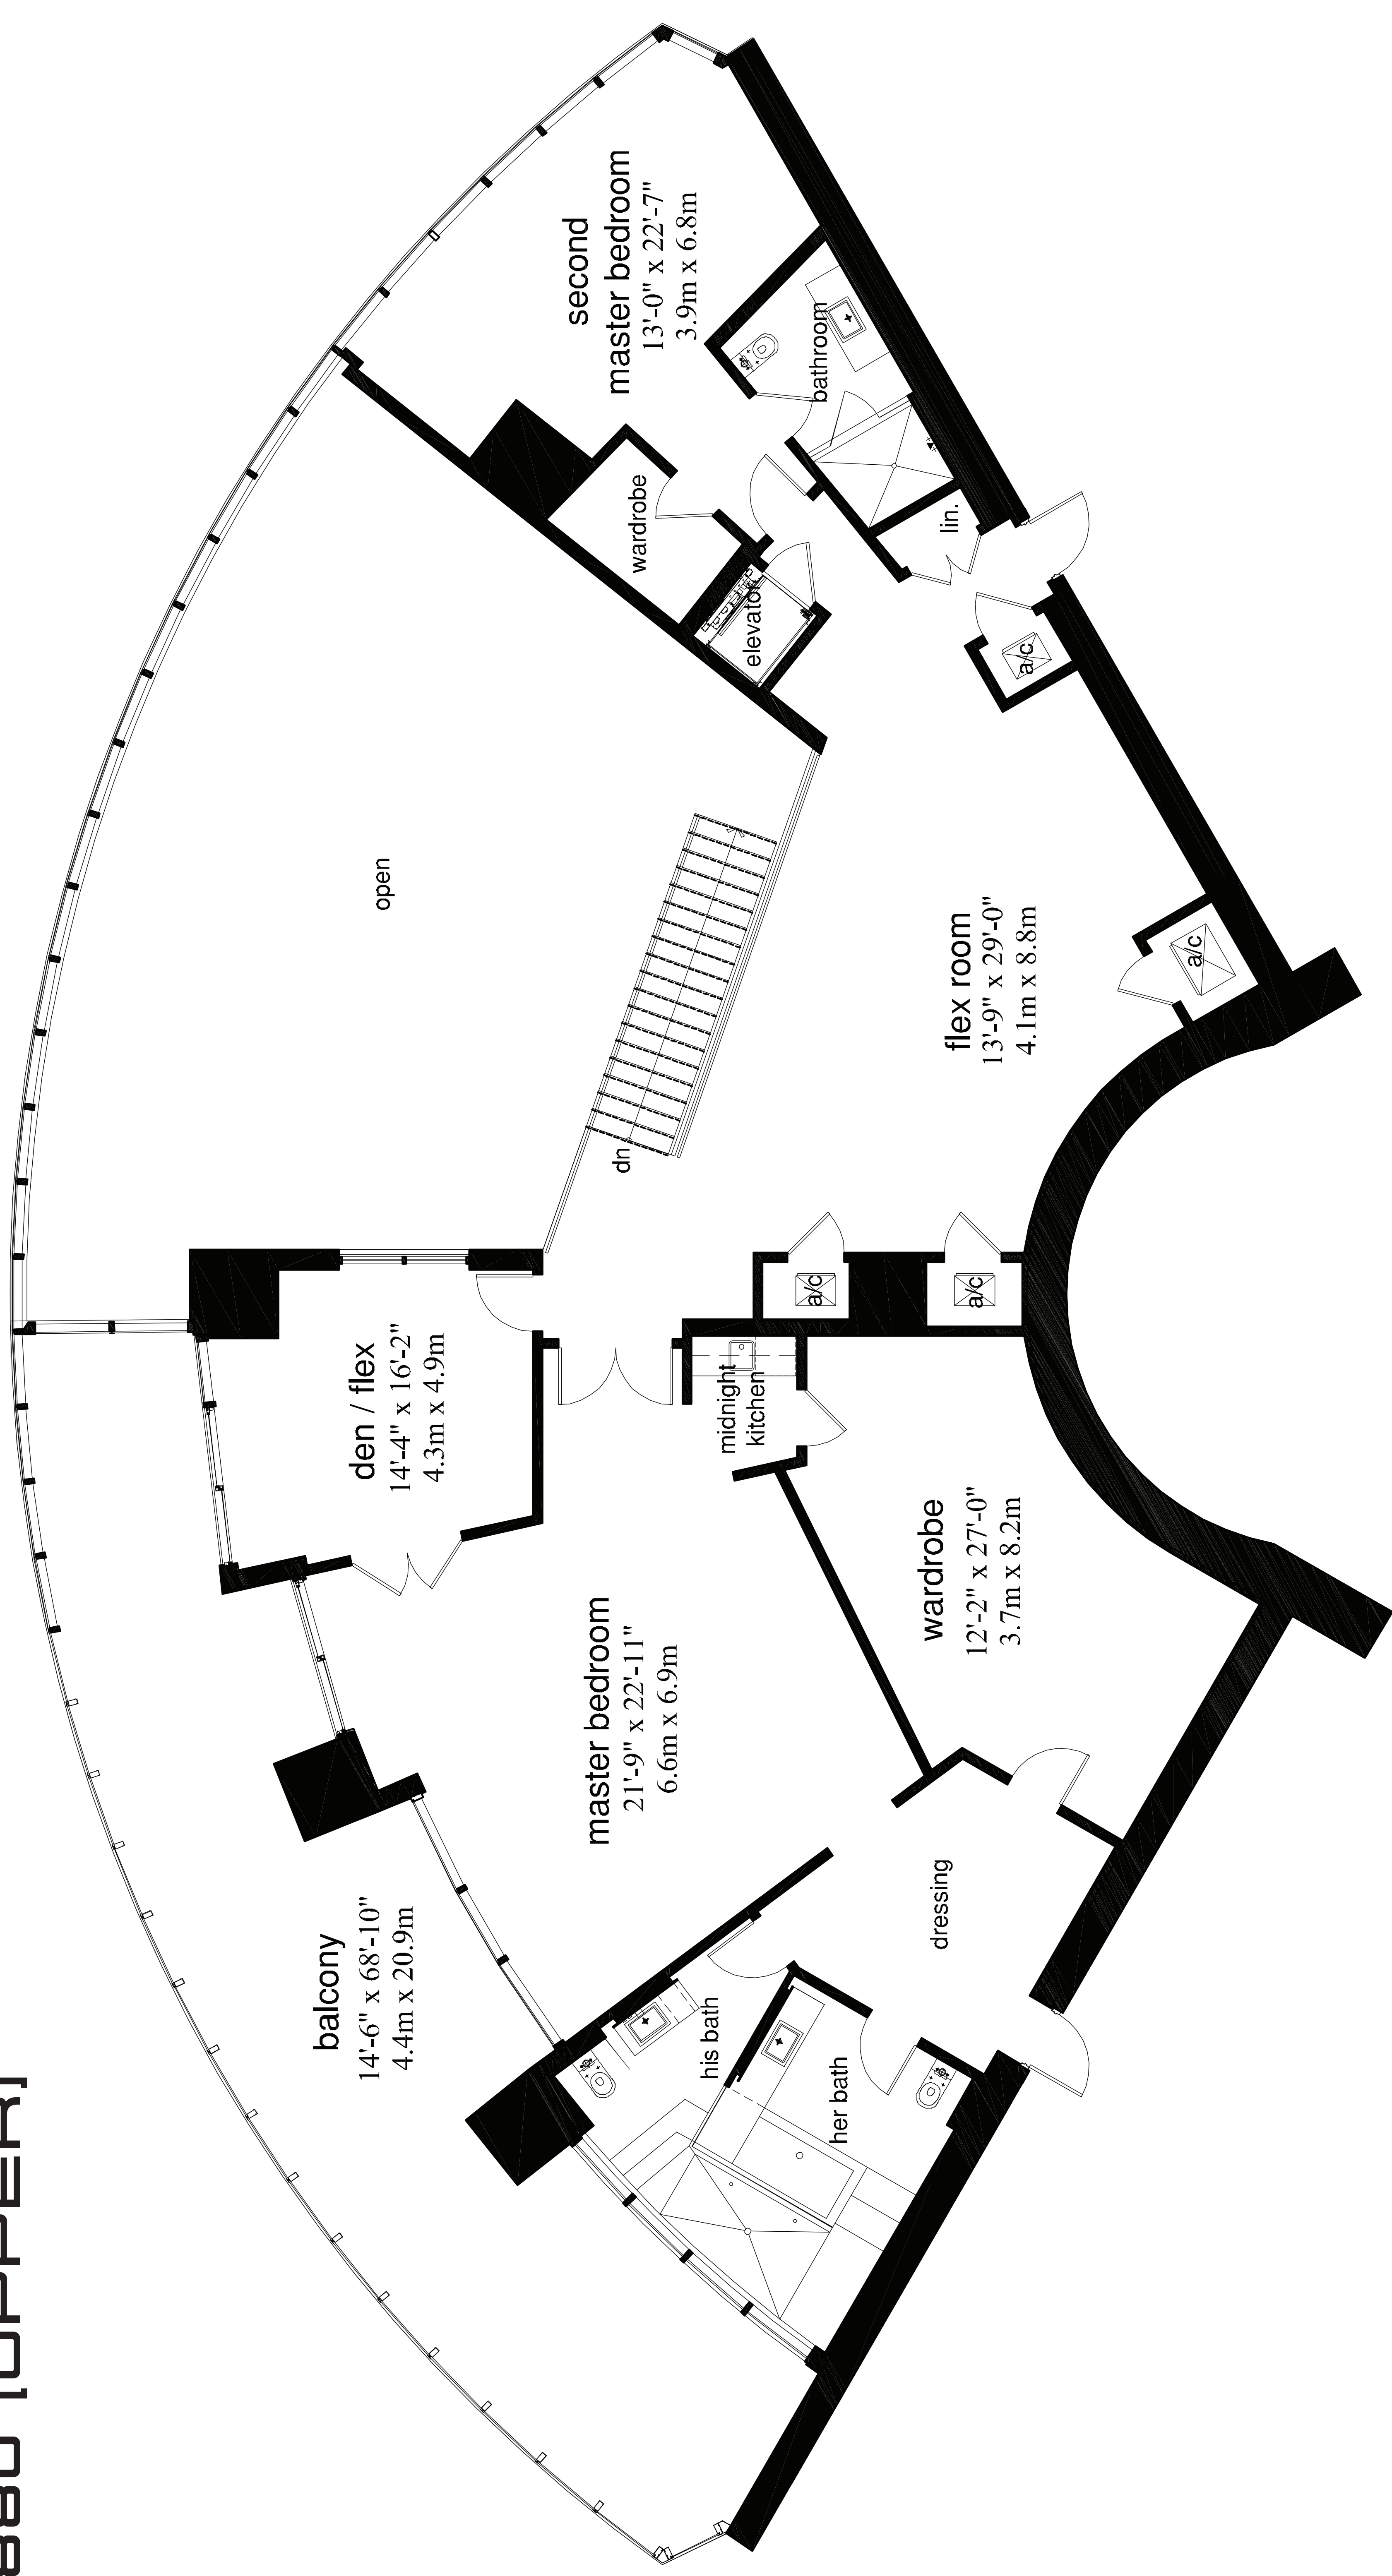 [UPPER]
balcony
14'-6" x 68'-10"
4.4m x 20.9m
den / flex
14'-4" x 16'-2"
4.3m x 4.9m
open
second
master bedroom
13'-0" x 22'-7"
3.9m x 6.8m
master bedroom
21'-9" x 22'-11"
6.6m x 6.9m
dn
wardrobe
his bath
midnight
kitchen
elevator
bathroom
her bath
a/c
dressing
wardrobe
12'-2" x 27'-0"
3.7m x 8.2m
a/c
flex room
13'-9" x 29'-0"
4.1m x 8.8m
lin.
a/c
a/c